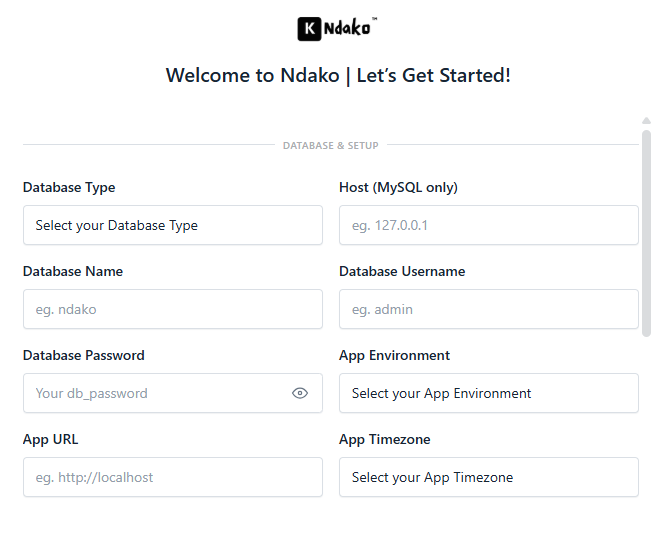 K Ndako™
Welcome to Ndako | Let’s Get Started!
DATABASE & SETUP
Database Type
Host (MySQL only)
Select your Database Type
eg. 127.0.0.1
Database Name
Database Username
eg. ndako
eg. admin
Database Password
App Environment
Your db_password
Select your App Environment
App URL
App Timezone
eg. http://localhost
Select your App Timezone